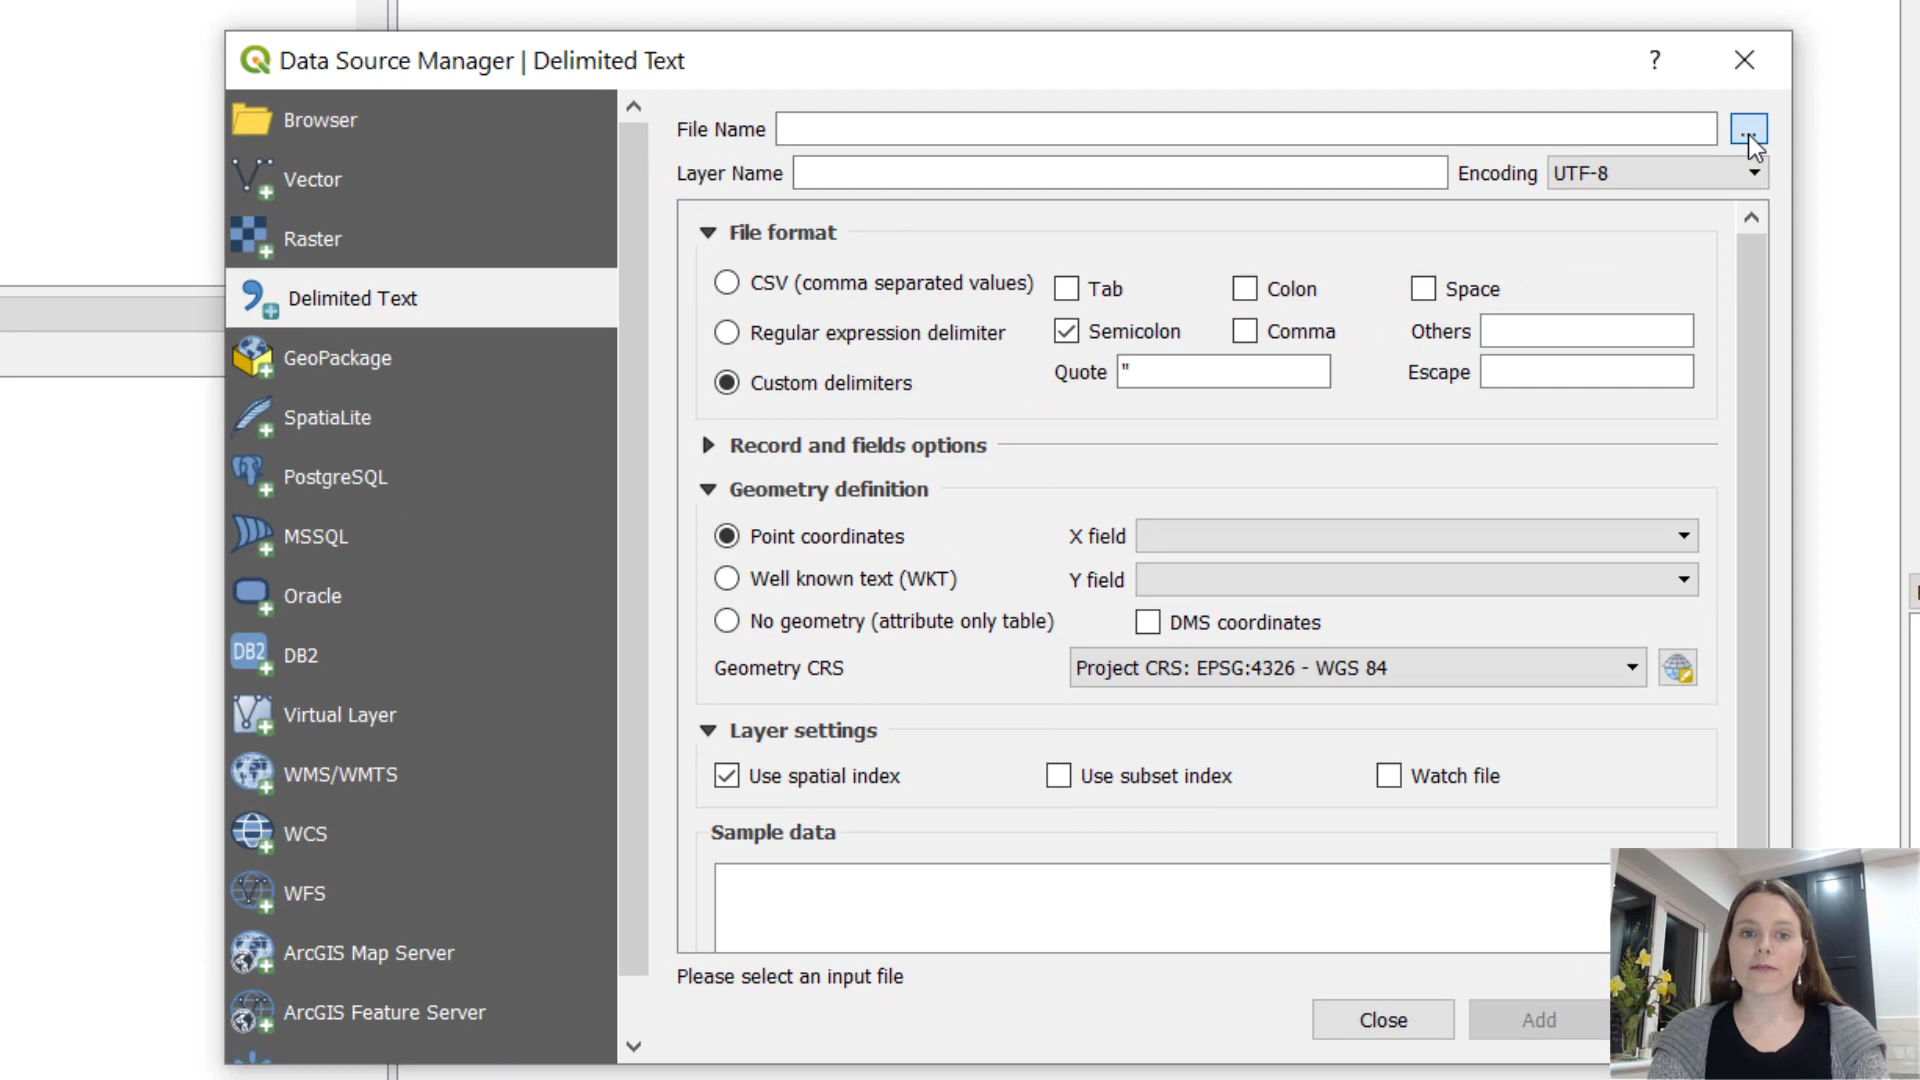 Data Source Manager | Delimited Text
?
Browser
Vector
Raster
Delimited Text
GeoPackage
SpatiaLite
PostgreSQL
MSSQL
Oracle
DB2
DB2
Virtual Layer
WMS/WMTS
WCS
WFS
ArcGIS Map Server
ArcGIS Feature Server
File Name
...
Layer Name
Encoding UTF-8
File format
CSV (comma separated values)
Tab
Colon
Space
Regular expression delimiter
Semicolon
Comma
Others
Custom delimiters
Quote "
Escape
Record and fields options
Geometry definition
Point coordinates
X field
Well known text (WKT)
Y field
No geometry (attribute only table)
DMS coordinates
Geometry CRS
Project CRS: EPSG:4326 - WGS 84
Layer settings
Use spatial index
Use subset index
Watch file
Sample data
Please select an input file
Close
Add